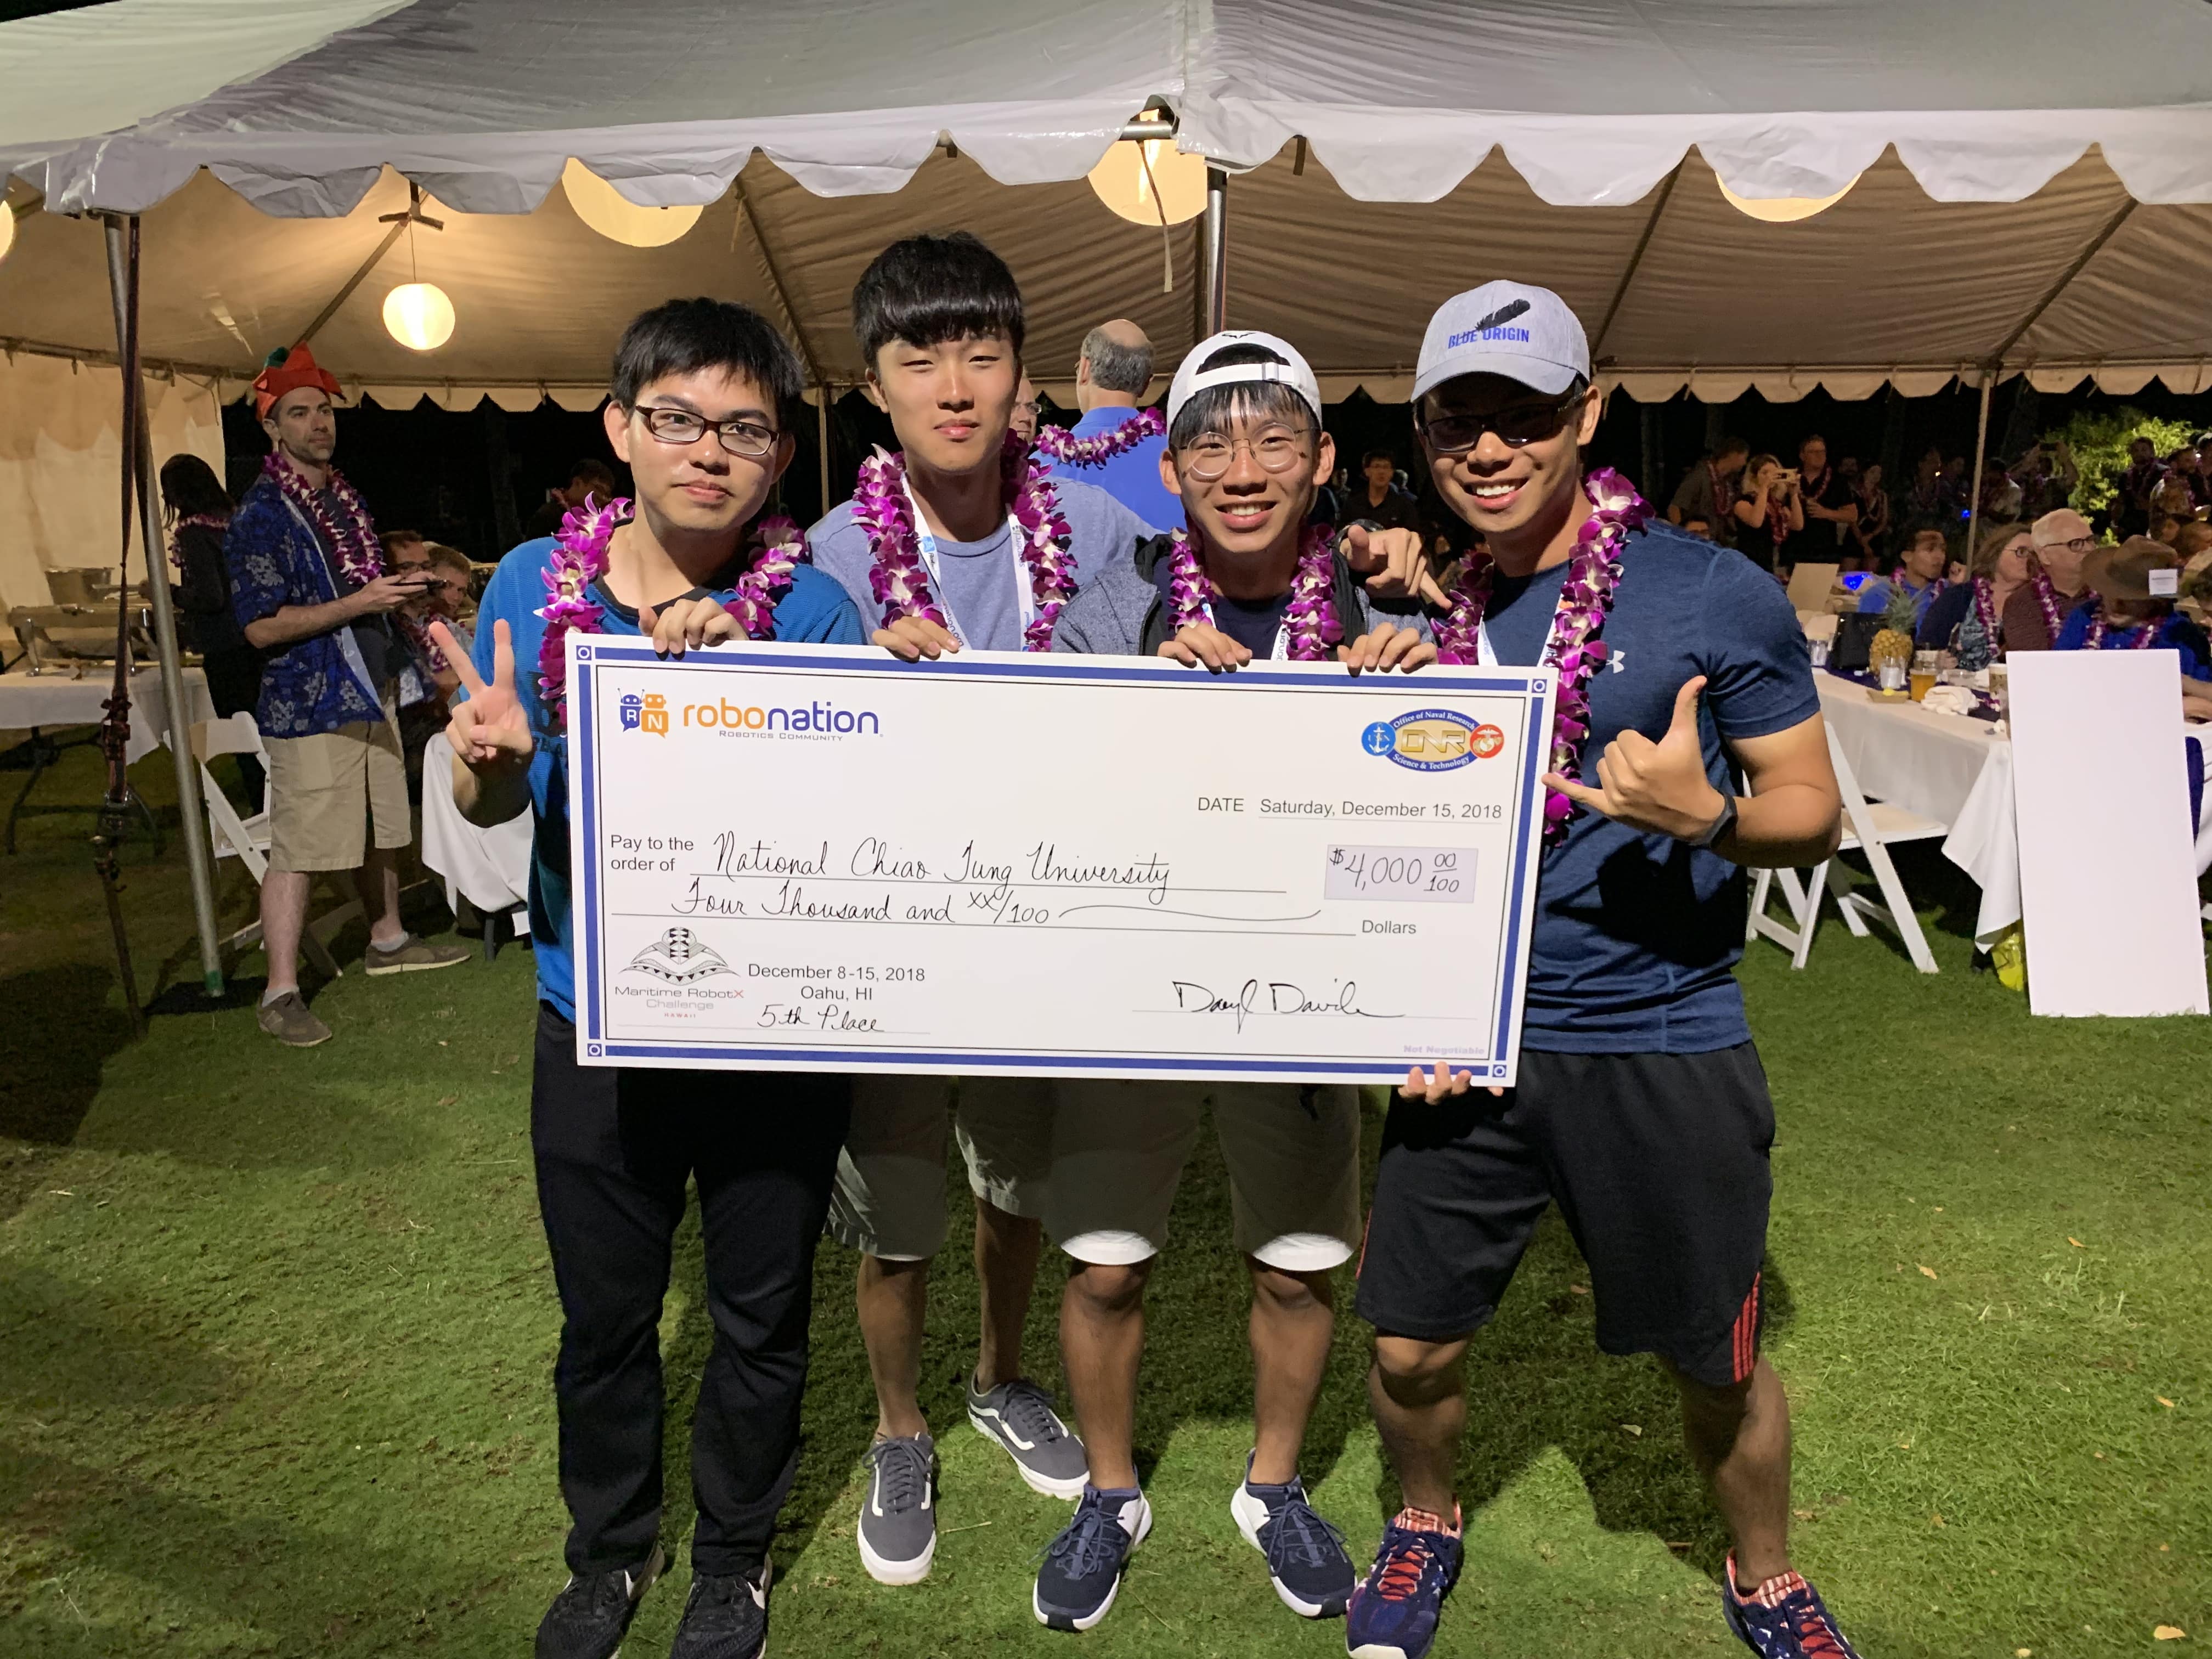 BLUE ORIGIN
R N robonation
ROBOTICS COMMUNITY
Office of Naval Research
ONR
Science & Technology
DATE Saturday, December 15, 2018
Pay to the
order of National Chiao Tung University
$4,000 00/100
Four Thousand and xx/100
Dollars
Maritime RobotX
Challenge
HAWAII
December 8-15, 2018
Oahu, HI
5th Place
Daryl Davidson
Not Negotiable